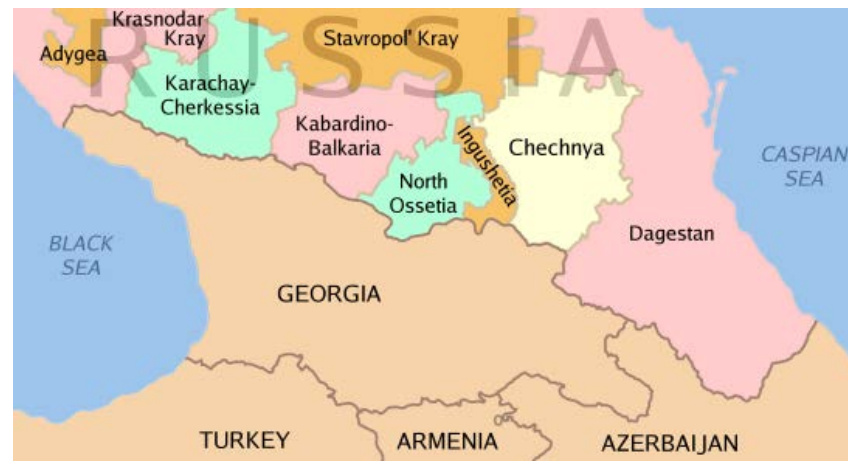 RUSSIA
Krasnodar
Kray
Stavropol' Kray
Adygea
Karachay-
Cherkessia
Kabardino-
Balkaria
Ingushetia
Chechnya
CASPIAN
SEA
North
Ossetia
Dagestan
BLACK
SEA
GEORGIA
TURKEY
ARMENIA
AZERBAIJAN